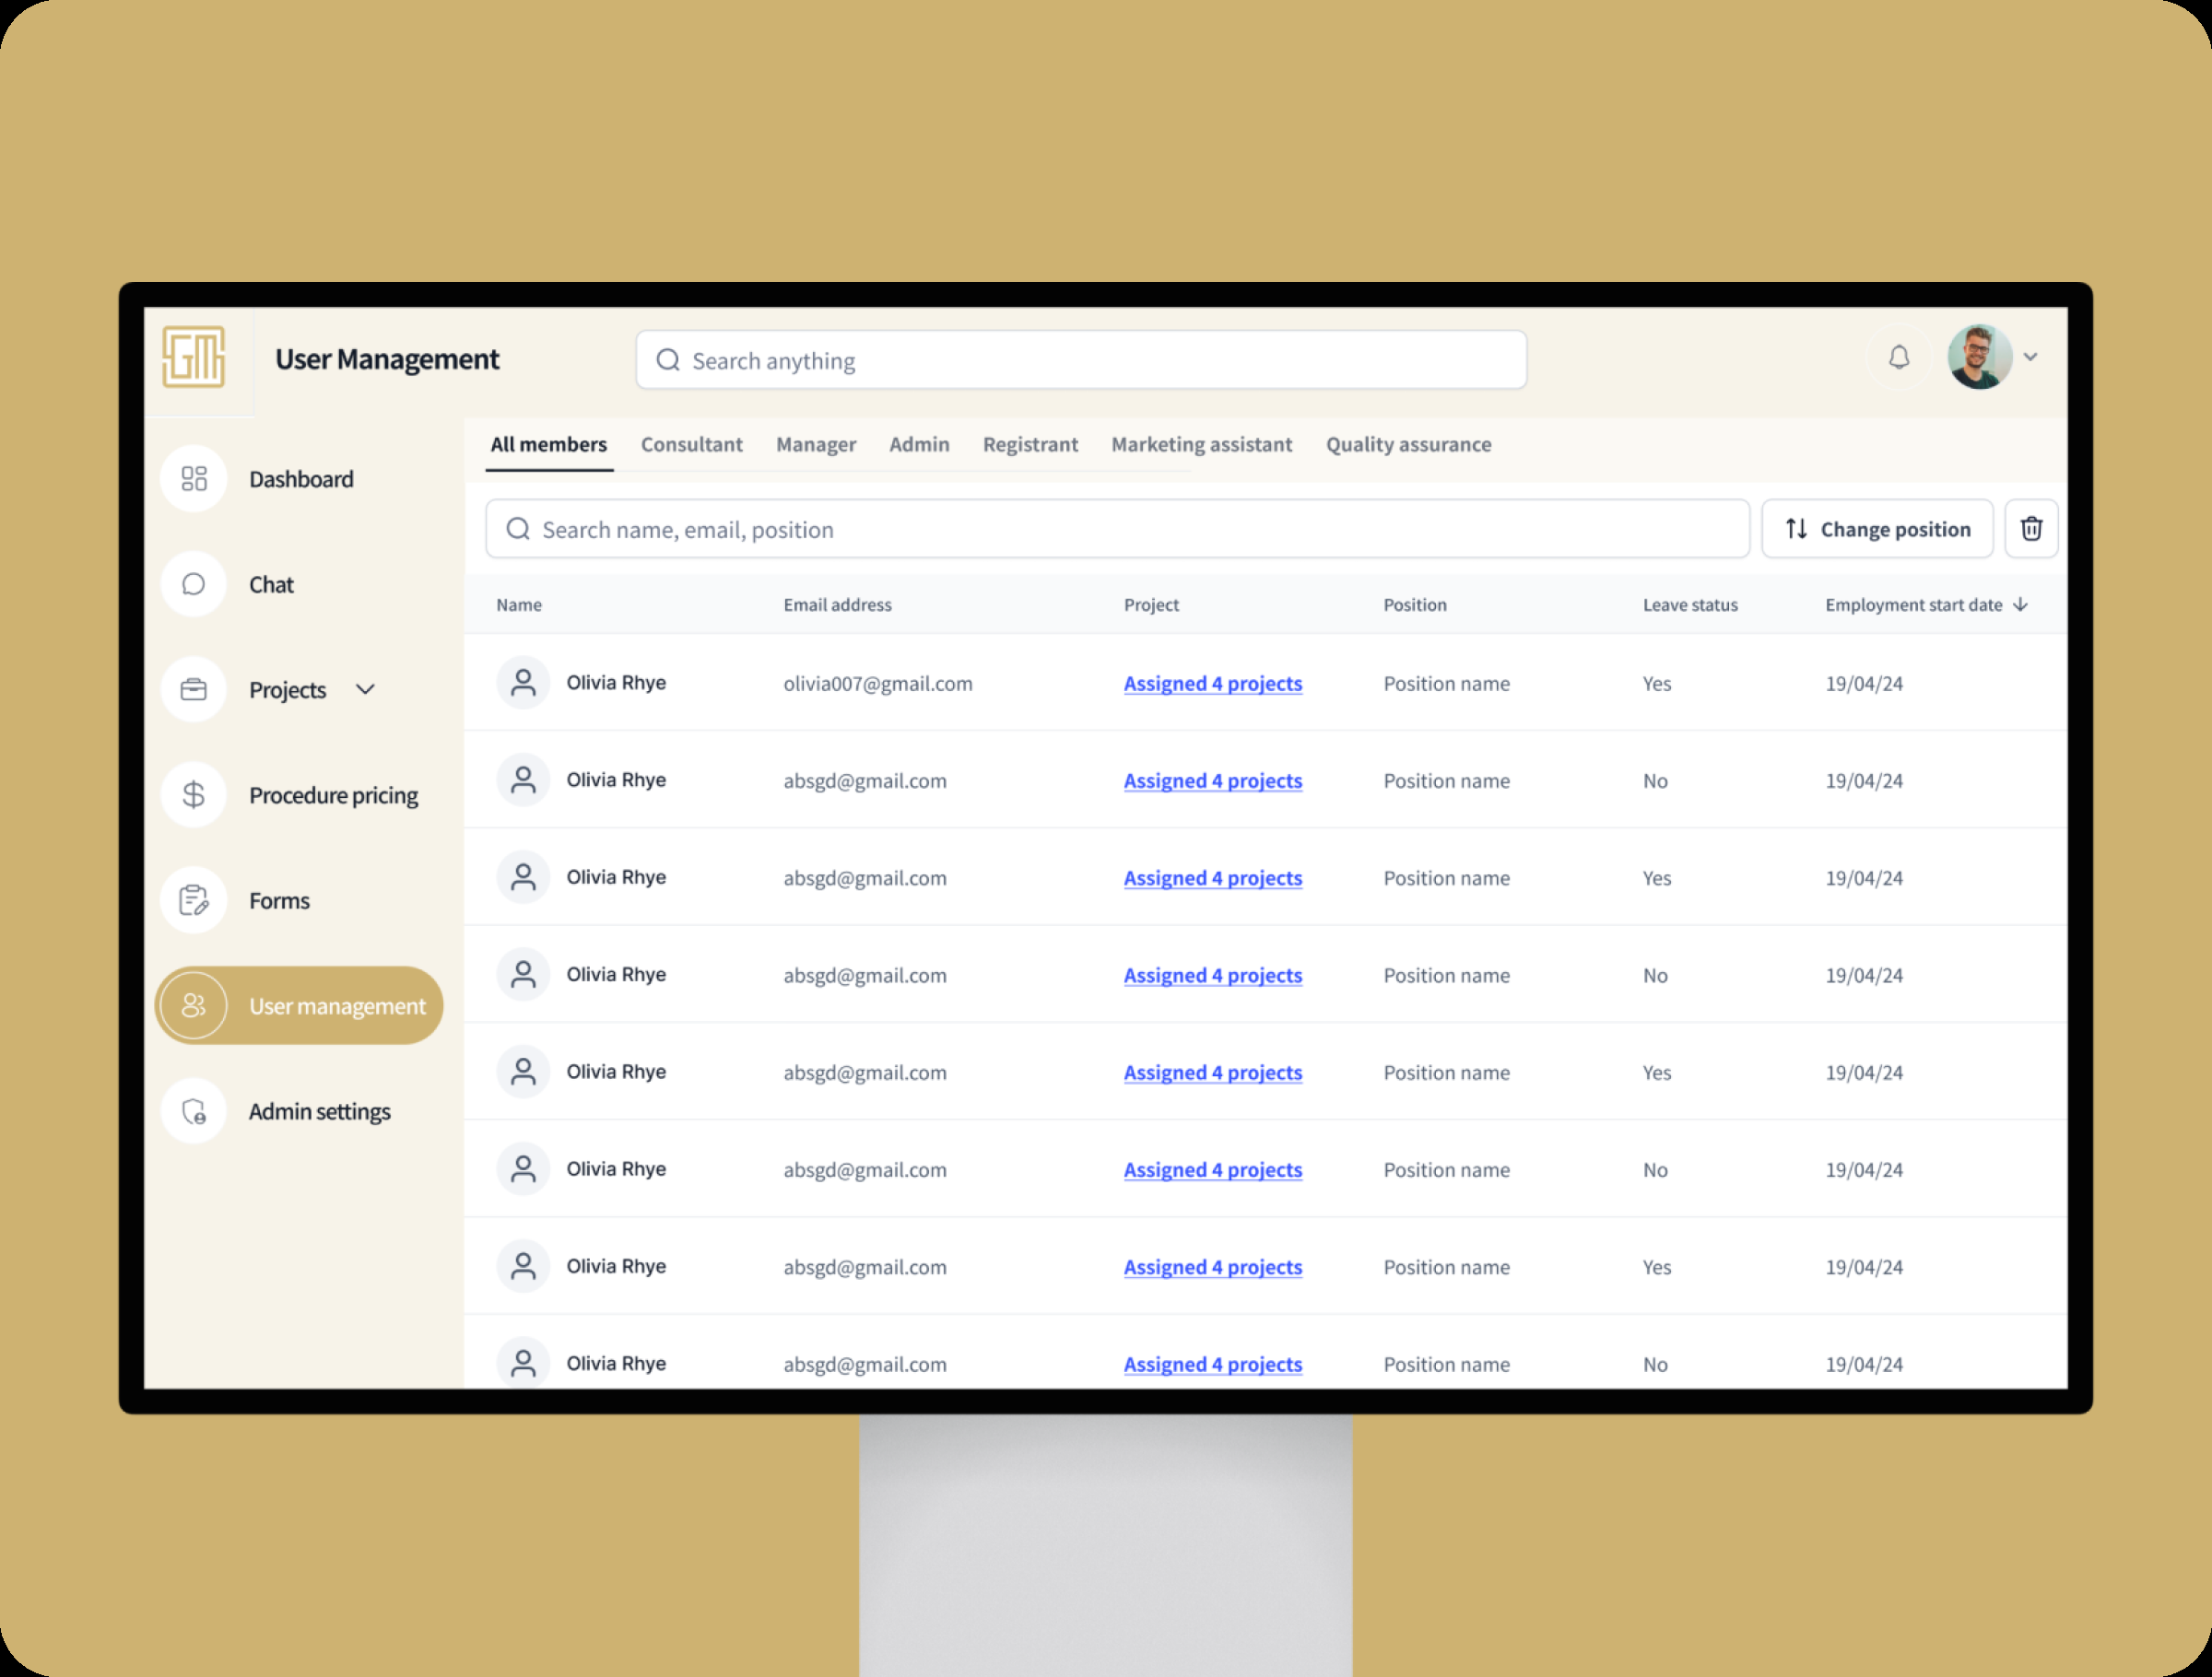 GM
User Management
Search anything
Dashboard
Chat
Projects
Procedure pricing
Forms
User management
Admin settings
All members Consultant Manager Admin Registrant Marketing assistant Quality assurance
Search name, email, position
Change position
Name Email address Project Position Leave status Employment start date
Olivia Rhye olivia007@gmail.com Assigned 4 projects Position name Yes 19/04/24
Olivia Rhye absgd@gmail.com Assigned 4 projects Position name No 19/04/24
Olivia Rhye absgd@gmail.com Assigned 4 projects Position name Yes 19/04/24
Olivia Rhye absgd@gmail.com Assigned 4 projects Position name No 19/04/24
Olivia Rhye absgd@gmail.com Assigned 4 projects Position name Yes 19/04/24
Olivia Rhye absgd@gmail.com Assigned 4 projects Position name No 19/04/24
Olivia Rhye absgd@gmail.com Assigned 4 projects Position name Yes 19/04/24
Olivia Rhye absgd@gmail.com Assigned 4 projects Position name No 19/04/24